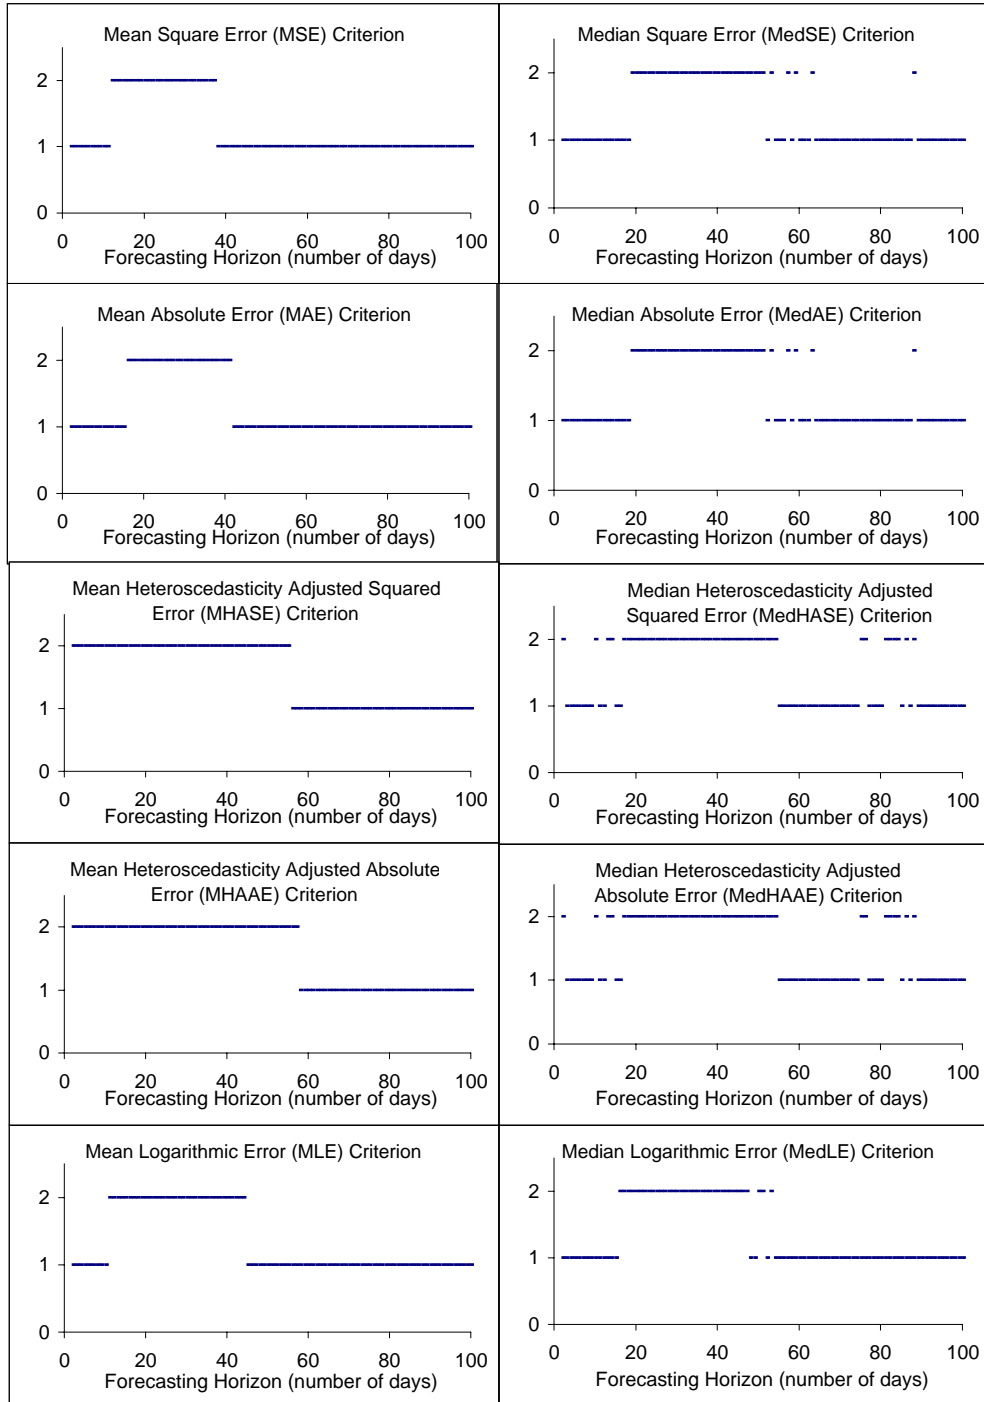 Mean Square Error (MSE) Criterion
2
1
0
0 20 40 60 80 100
Forecasting Horizon (number of days)
Median Square Error (MedSE) Criterion
2
1
0
0 20 40 60 80 100
Forecasting Horizon (number of days)
Mean Absolute Error (MAE) Criterion
2
1
0
0 20 40 60 80 100
Forecasting Horizon (number of days)
Median Absolute Error (MedAE) Criterion
2
1
0
0 20 40 60 80 100
Forecasting Horizon (number of days)
Mean Heteroscedasticity Adjusted Squared
Error (MHASE) Criterion
2
1
0
0 20 40 60 80 100
Forecasting Horizon (number of days)
Median Heteroscedasticity Adjusted
Squared Error (MedHASE) Criterion
2
1
0
0 20 40 60 80 100
Forecasting Horizon (number of days)
Mean Heteroscedasticity Adjusted Absolute
Error (MHAAE) Criterion
2
1
0
0 20 40 60 80 100
Forecasting Horizon (number of days)
Median Heteroscedasticity Adjusted
Absolute Error (MedHAAE) Criterion
2
1
0
0 20 40 60 80 100
Forecasting Horizon (number of days)
Mean Logarithmic Error (MLE) Criterion
2
1
0
0 20 40 60 80 100
Forecasting Horizon (number of days)
Median Logarithmic Error (MedLE) Criterion
2
1
0
0 20 40 60 80 100
Forecasting Horizon (number of days)